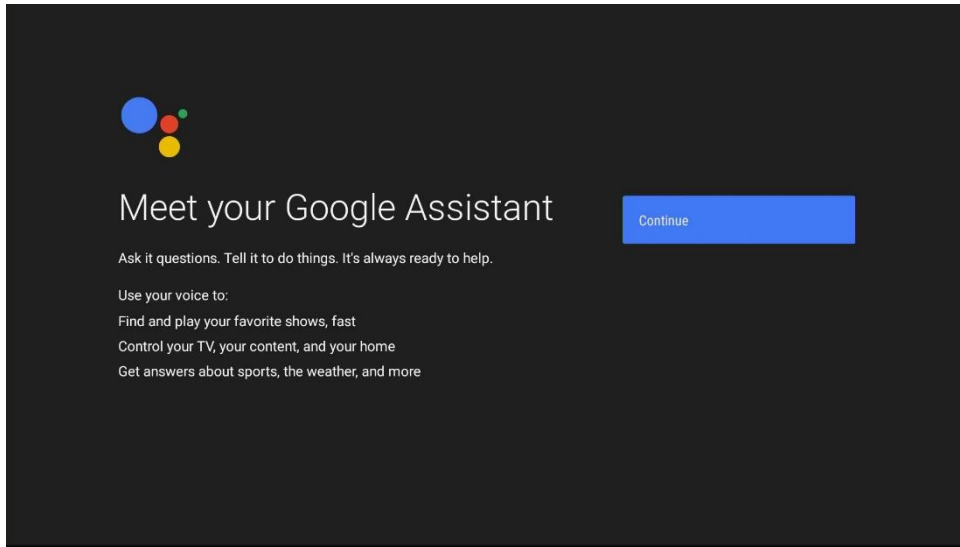 Meet your Google Assistant
Ask it questions. Tell it to do things. It's always ready to help.
Use your voice to:
Find and play your favorite shows, fast
Control your TV, your content, and your home
Get answers about sports, the weather, and more
Continue